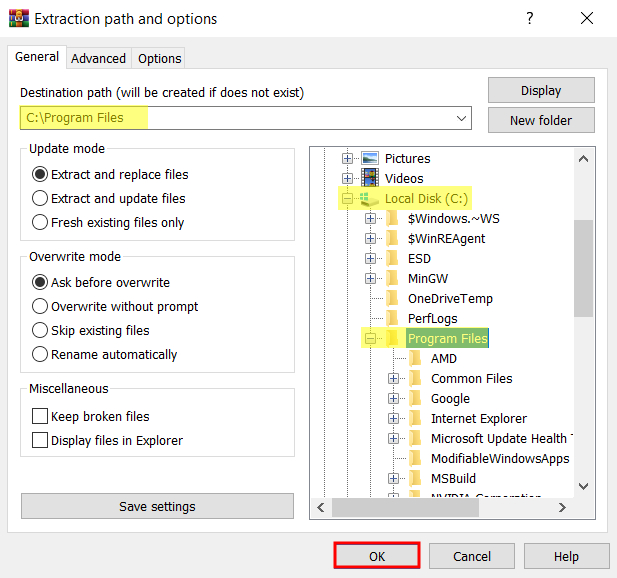 Extraction path and options
?
General
Advanced
Options
Destination path (will be created if does not exist)
C:\Program Files
Display
New folder
Update mode
Extract and replace files
Extract and update files
Fresh existing files only
Overwrite mode
Ask before overwrite
Overwrite without prompt
Skip existing files
Rename automatically
Miscellaneous
Keep broken files
Display files in Explorer
Save settings
Pictures
Videos
Local Disk (C:)
$Windows.~WS
$WinREAgent
ESD
MinGW
OneDriveTemp
PerfLogs
Program Files
AMD
Common Files
Google
Internet Explorer
Microsoft Update Health
ModifiableWindowsApps
MSBuild
NVIDIA Corporation
OK
Cancel
Help